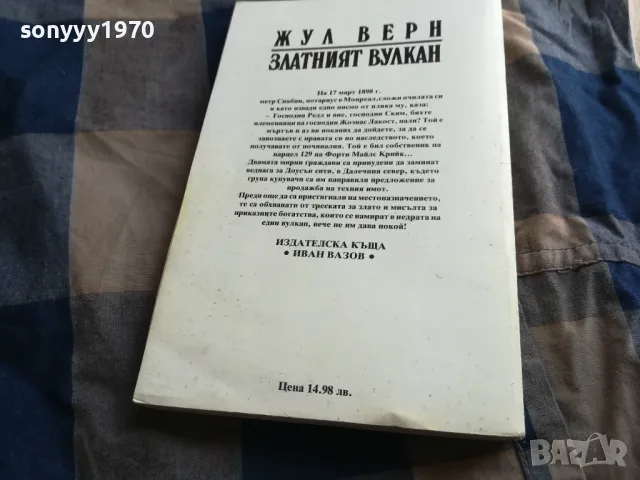 sonyyy1970
ЖУЛ ВЕРН
ЗЛАТНИЯТ ВУЛКАН
На 17 март 1898 г.
метр Снабин, нотариус в Монреал, сложи очилата си
и като извади едно писмо от плика му, каза:
– Господин Редл и вие, господин Ским, бяхте
племенници на господин Жозиас Лакост, нали? Той е
мъртъв и аз ви поканих да дойдете, за да се
запознаете с правата си по наследството, което
получавате от починалия. Той е бил собственик на
парцел 129 на Форти Майлс Крийк...
Двамата мирни граждани са принудени да заминат
веднага за Доусън сити, в Далечния север, където
група купувачи са им направили предложение за
продажба на техния имот.
Преди още да са пристигнали на местоназначението,
те са обхванати от треската за злато и мисълта за
приказните богатства, които се намират в недрата на
един вулкан, вече не им дава покой!
ИЗДАТЕЛСКА КЪЩА
• ИВАН ВАЗОВ •
Цена 14.98 лв.
BAZAR